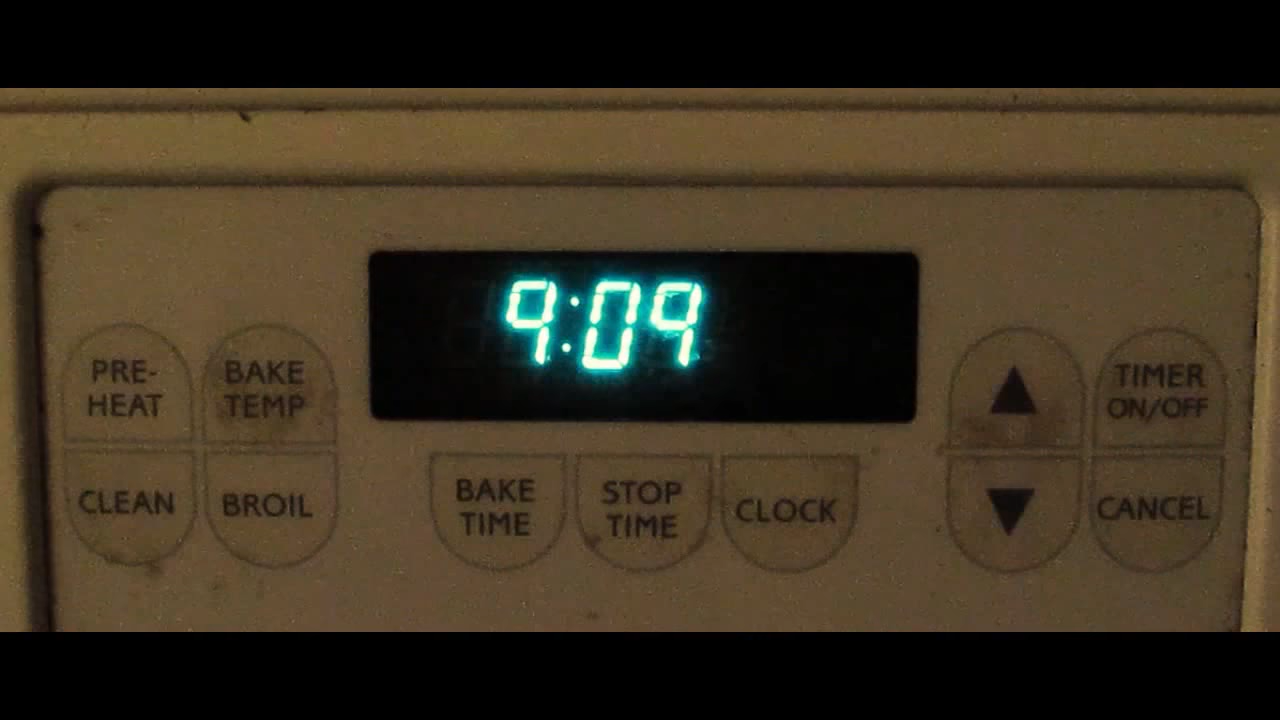 9:09
PRE-
HEAT
BAKE
TEMP
CLEAN
BROIL
BAKE
TIME
STOP
TIME
CLOCK
TIMER
ON/OFF
CANCEL